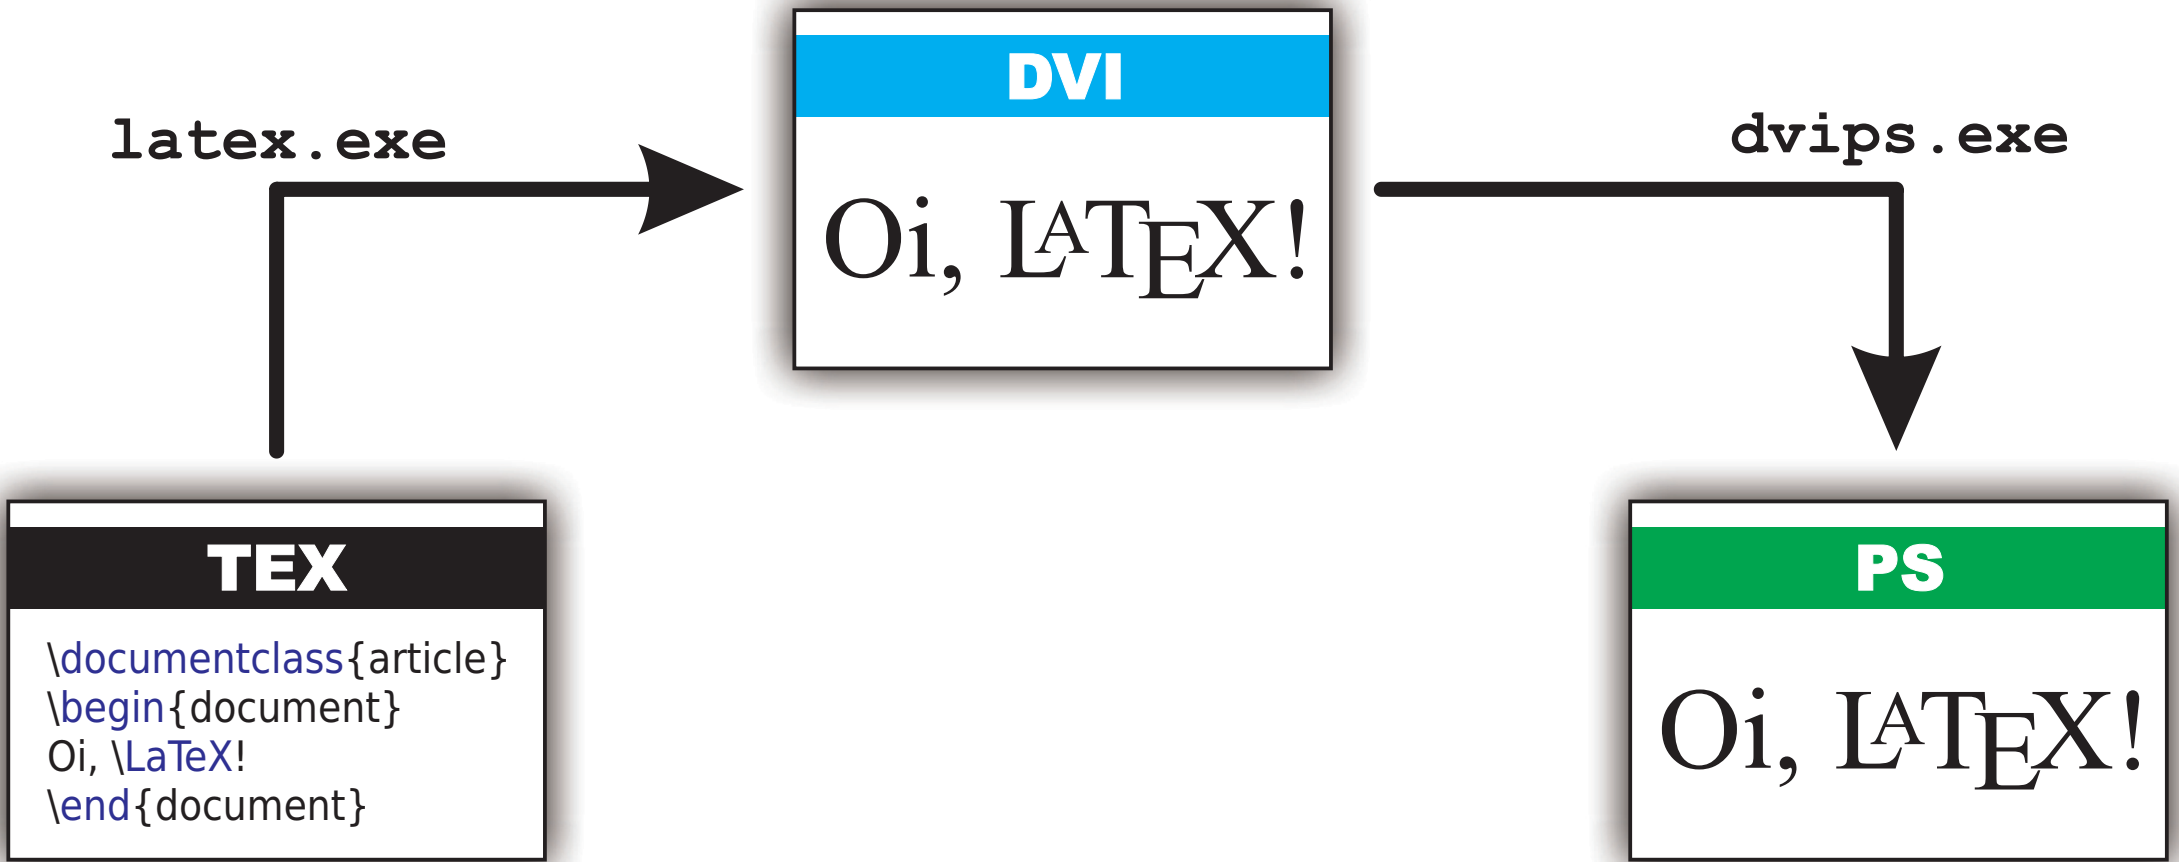 latex.exe
DVI
Oi, LATEX!
dvips.exe
TEX
\documentclass{article}
\begin{document}
Oi, \LaTeX!
\end{document}
PS
Oi, LATEX!